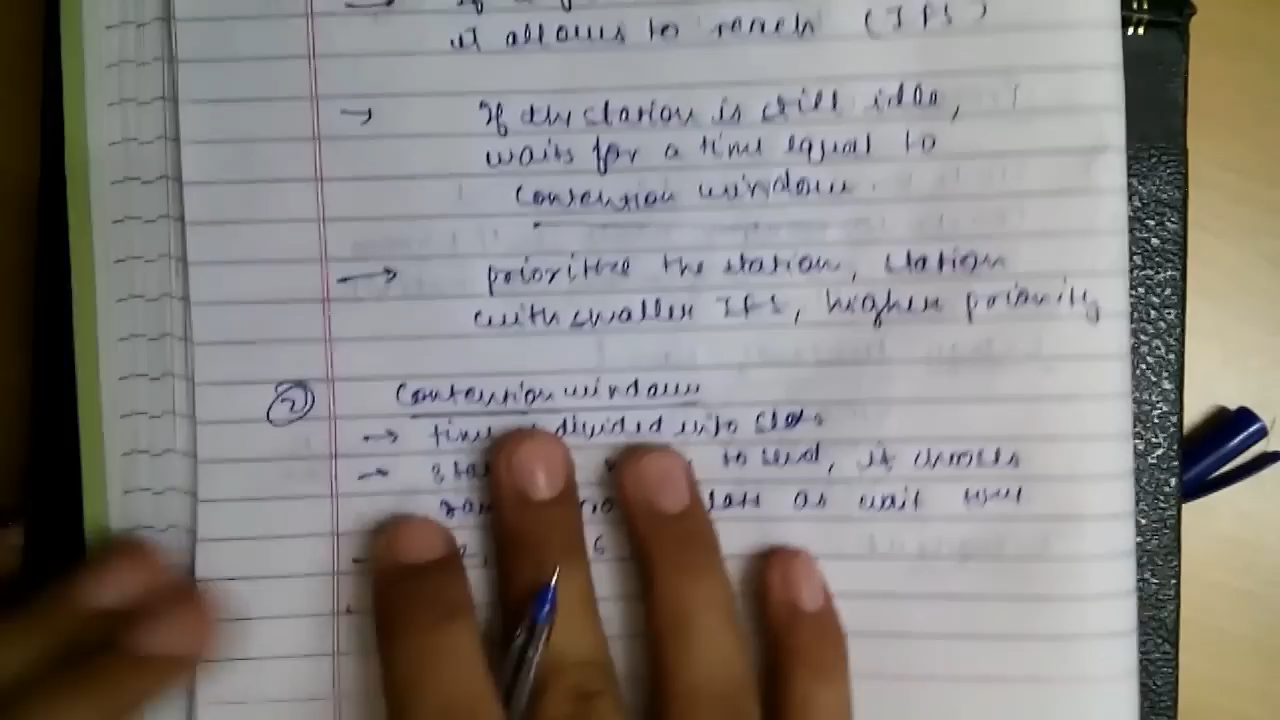 it allows to reach (IFS)
→ If the station is still idle,
waits for a time equal to
contention window.
→ prioritize the station, station
with smaller IFS, higher priority
② Contention window
→ time divided into slots
→ to send, it chooses
slots as wait